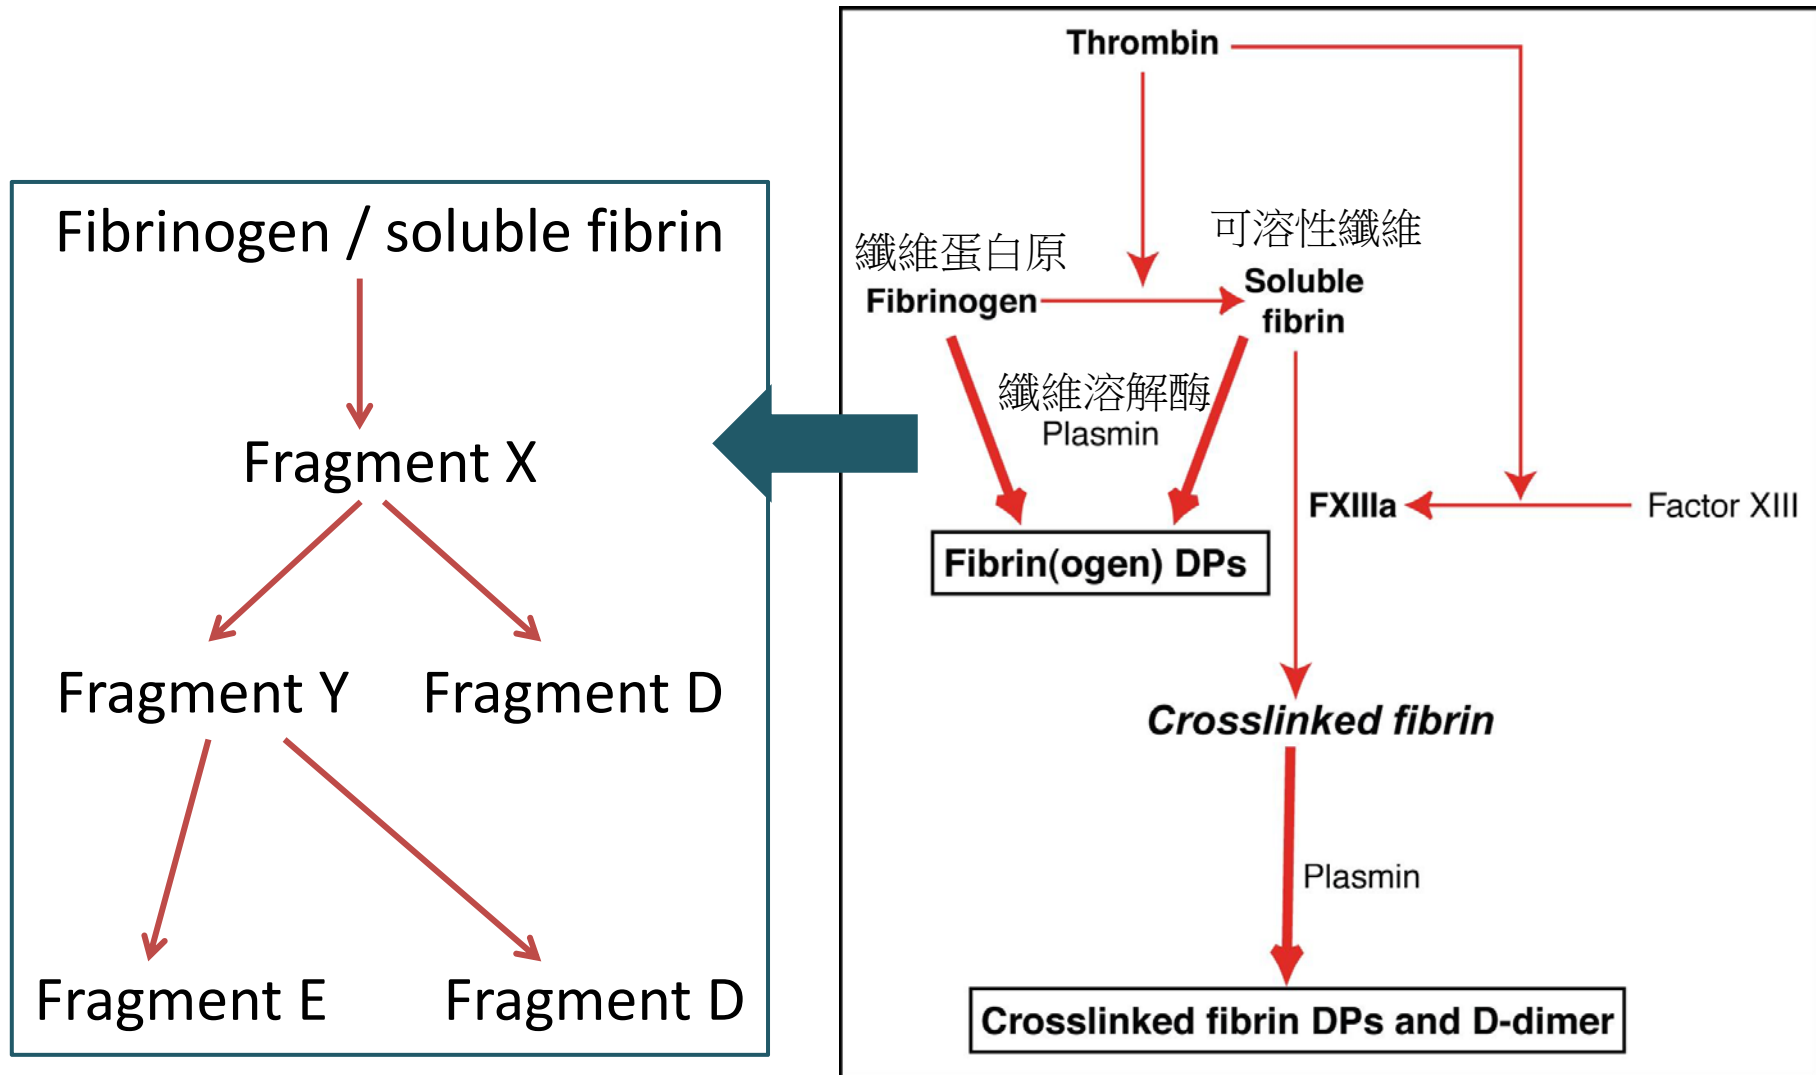 Fibrinogen / soluble fibrin
Fragment X
Fragment Y
Fragment D
Fragment E
Fragment D
Thrombin
纖維蛋白原
Fibrinogen
可溶性纖維
Soluble
fibrin
纖維溶解酶
Plasmin
FXIIIa
Factor XIII
Fibrin(ogen) DPs
Crosslinked fibrin
Plasmin
Crosslinked fibrin DPs and D-dimer